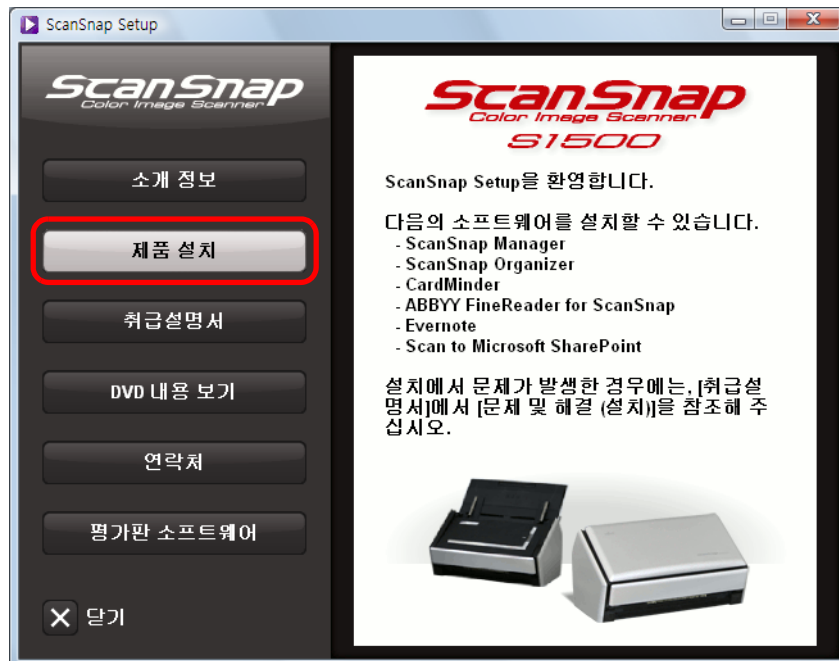 ScanSnap Setup
ScanSnap
Color Image Scanner
소개 정보
제품 설치
취급설명서
DVD 내용 보기
연락처
평가판 소프트웨어
닫기
ScanSnap
Color Image Scanner
S1500
ScanSnap Setup을 환영합니다.
다음의 소프트웨어를 설치할 수 있습니다.
- ScanSnap Manager
- ScanSnap Organizer
- CardMinder
- ABBYY FineReader for ScanSnap
- Evernote
- Scan to Microsoft SharePoint
설치에서 문제가 발생한 경우에는, [취급설
명서]에서 [문제 및 해결 (설치)]을 참조해 주
십시오.